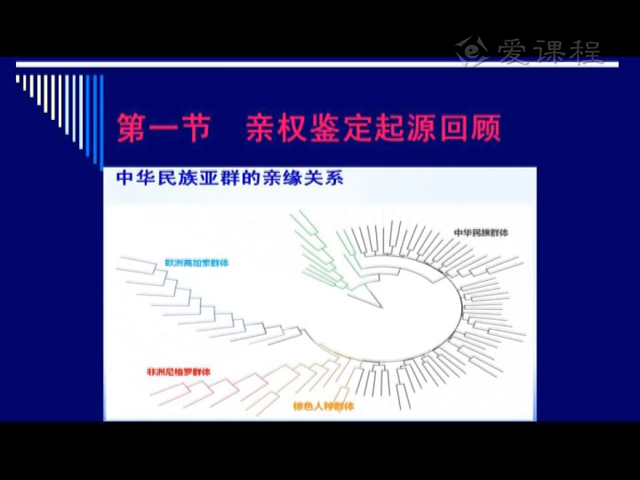 爱课程
第一节 亲权鉴定起源回顾
中华民族亚群的亲缘关系
中华民族群体
欧洲高加索群体
非洲尼格罗群体
棕色人种群体